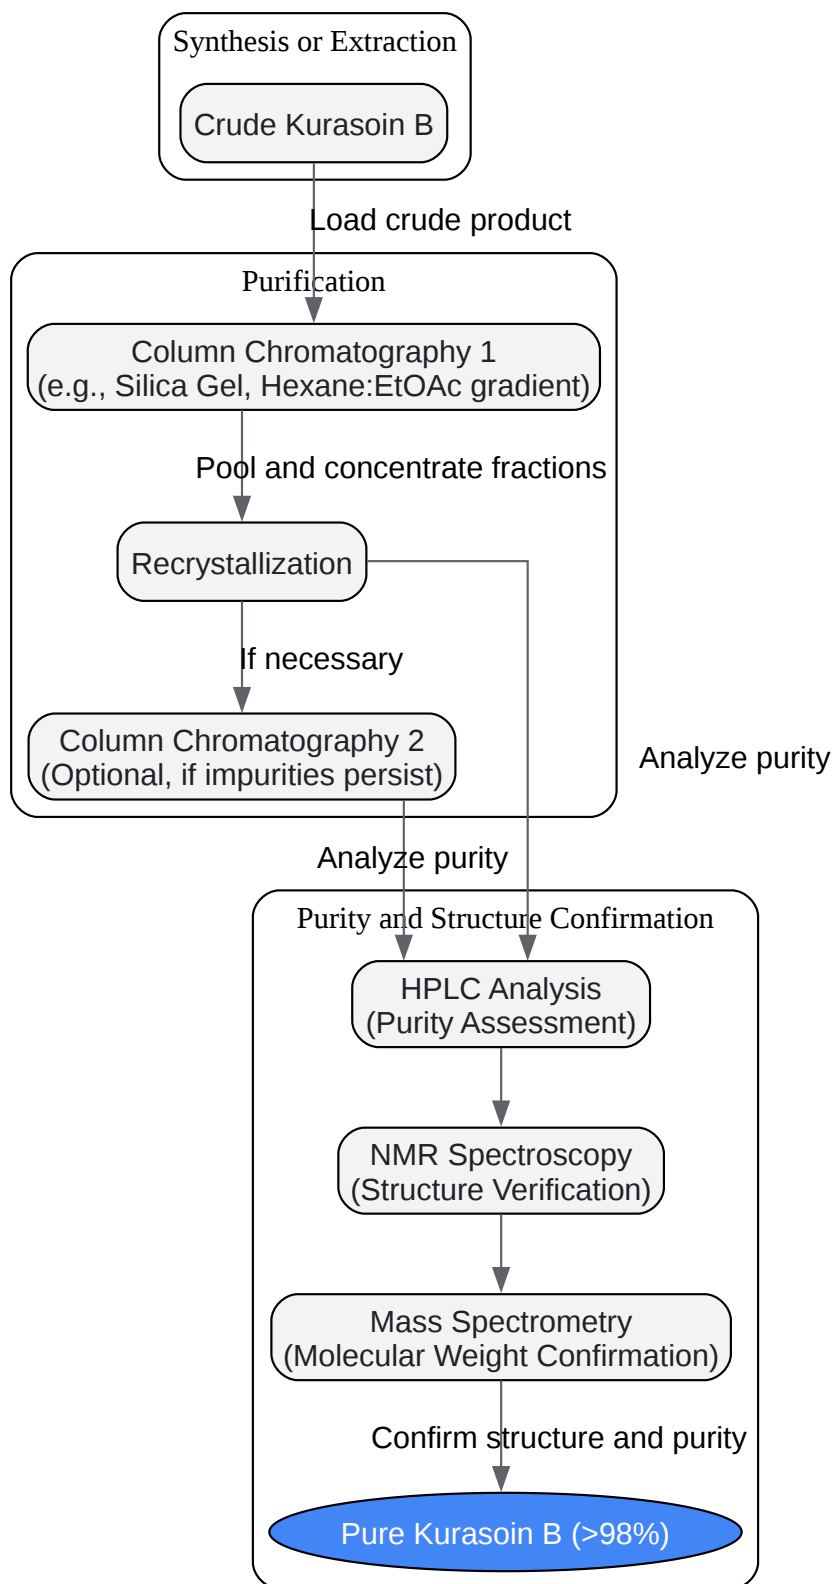 Synthesis or Extraction
Crude Kurasoin B
Load crude product
Purification
Column Chromatography 1
(e.g., Silica Gel, Hexane:EtOAc gradient)
Pool and concentrate fractions
Recrystallization
If necessary
Column Chromatography 2
(Optional, if impurities persist)
Analyze purity
Analyze purity
Purity and Structure Confirmation
HPLC Analysis
(Purity Assessment)
NMR Spectroscopy
(Structure Verification)
Mass Spectrometry
(Molecular Weight Confirmation)
Confirm structure and purity
Pure Kurasoin B (>98%)